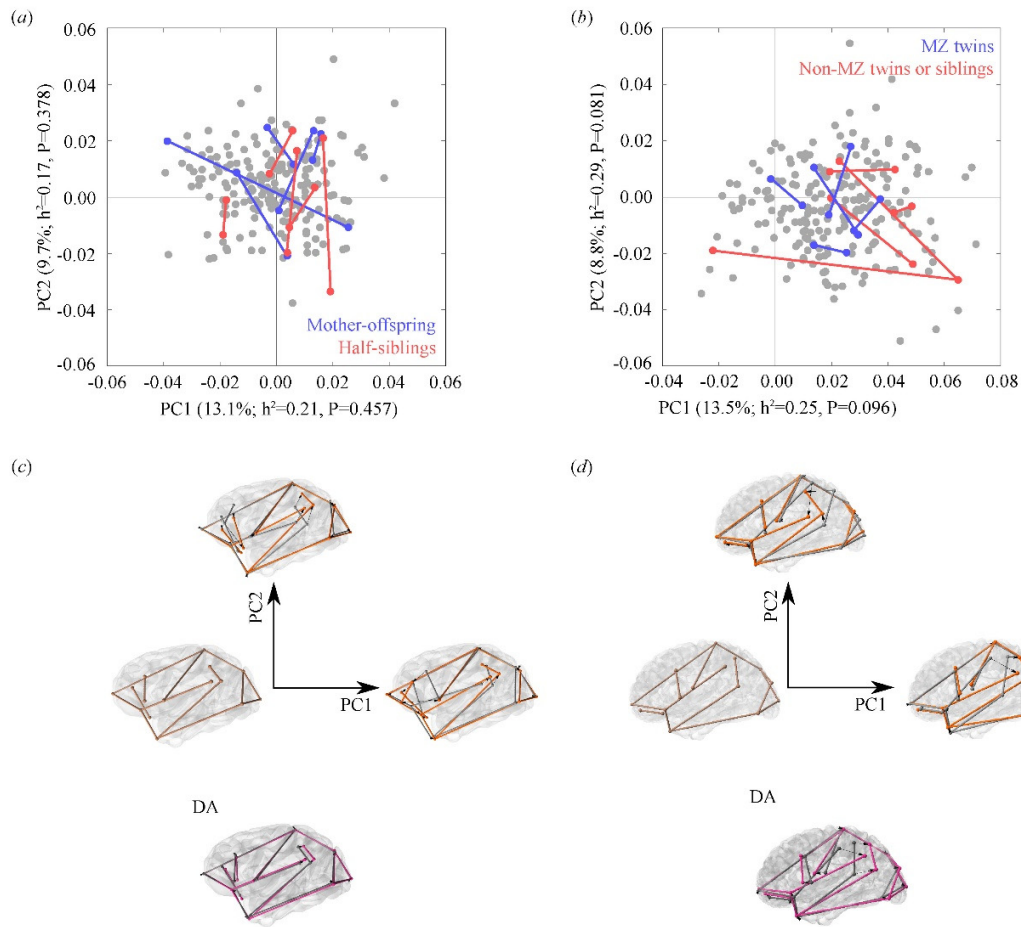 (a)
0.06
0.04
0.02
0.00
-0.02
-0.04
-0.06
PC2 (9.7%; h²=0.17, P=0.378)
Mother-offspring
Half-siblings
-0.06 -0.04 -0.02 0.00 0.02 0.04 0.06
PC1 (13.1%; h²=0.21, P=0.457)
(b)
0.06
0.04
0.02
0.00
-0.02
-0.04
-0.06
PC2 (8.8%; h²=0.29, P=0.081)
MZ twins
Non-MZ twins or siblings
-0.04 -0.02 0.00 0.02 0.04 0.06 0.08
PC1 (13.5%; h²=0.25, P=0.096)
(c)
PC2
PC1
DA
(d)
PC2
PC1
DA